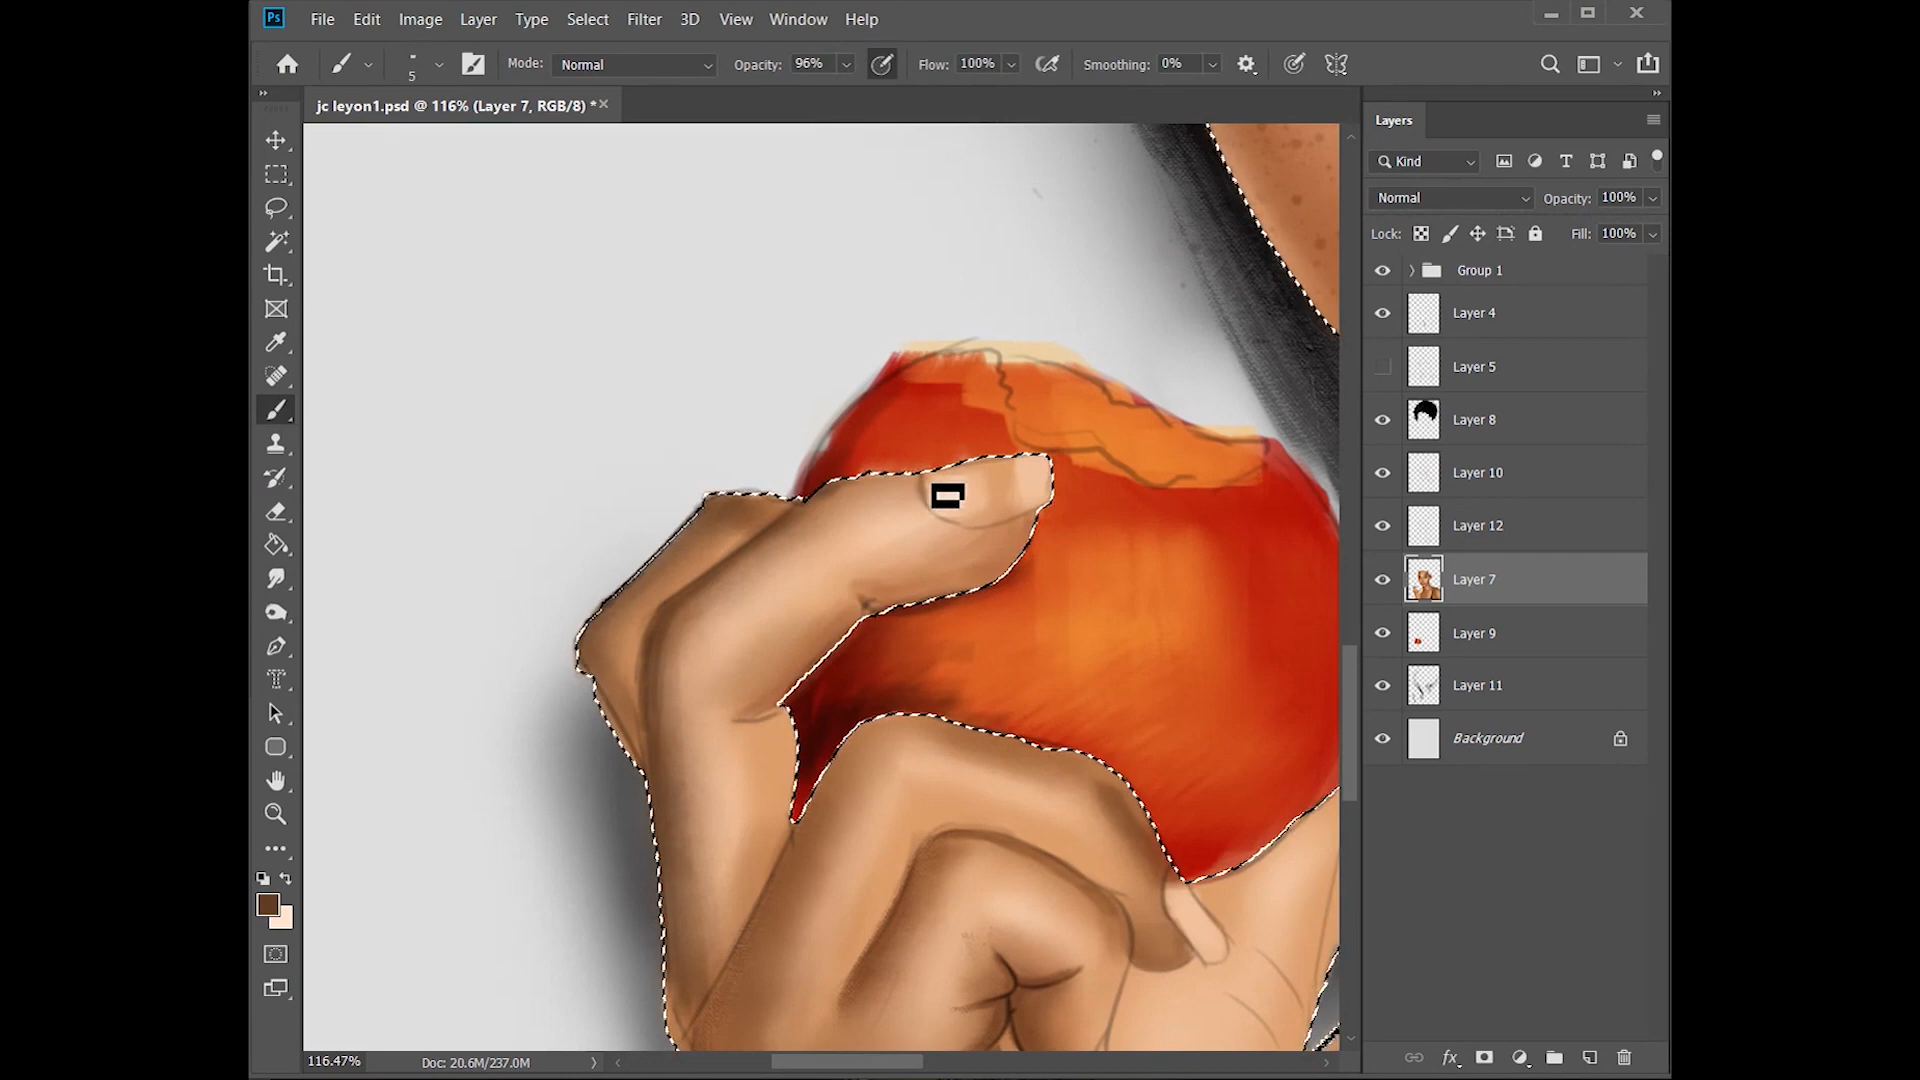 Ps File Edit Image Layer Select Filter 3D View Window Help
5 Mode: Normal Opacity: 96% Flow: 100% Smoothing: 0%
jc leyon1.psd @ 116% (Layer 7, RGB/8) *
Layers
Kind
Normal Opacity: 100%
Lock: Fill: 100%
Group 1
Layer 4
Layer 5
Layer 8
Layer 10
Layer 12
Layer 7
Layer 9
Layer 11
Background
116.47% Doc: 20.6M/237.0M
fx